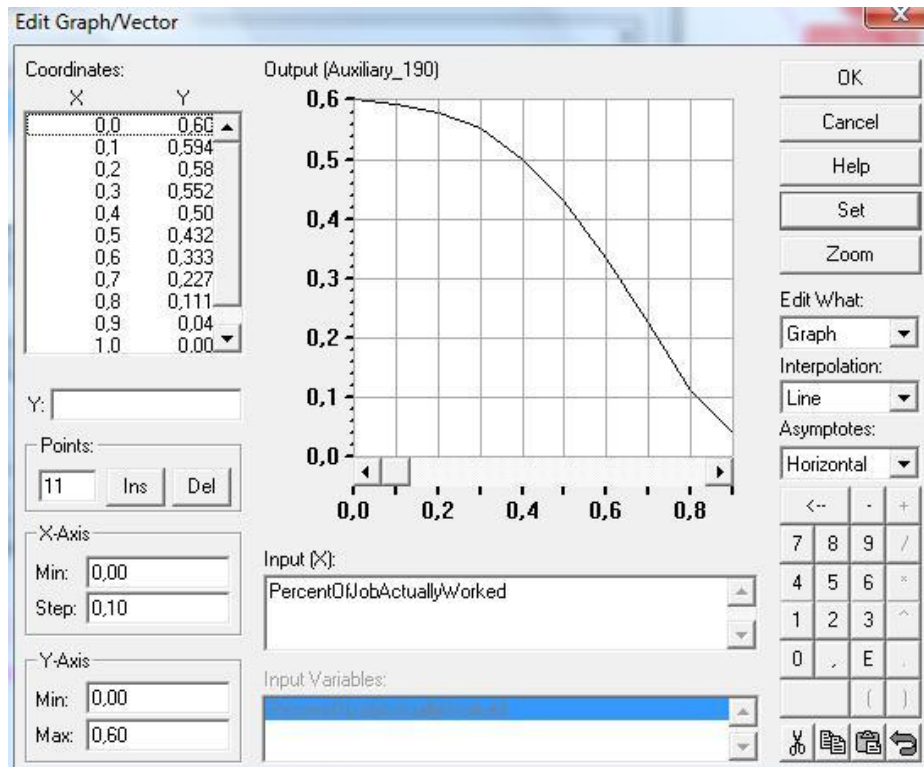 Edit Graph/Vector
Coordinates:
X Y
0,0 0,60
0,1 0,594
0,2 0,58
0,3 0,552
0,4 0,50
0,5 0,432
0,6 0,333
0,7 0,227
0,8 0,111
0,9 0,04
1,0 0,00
Y:
Points:
11 Ins Del
X-Axis
Min: 0,00
Step: 0,10
Y-Axis
Min: 0,00
Max: 0,60
Output (Auxiliary_190)
0,6
0,5
0,4
0,3
0,2
0,1
0,0
0,0 0,2 0,4 0,6 0,8
Input (X):
PercentOfJobActuallyWorked
Input Variables:
OK
Cancel
Help
Set
Zoom
Edit What:
Graph
Interpolation:
Line
Asymptotes:
Horizontal
<-- - +
7 8 9 /
4 5 6 *
1 2 3 ^
0 , E .
( )